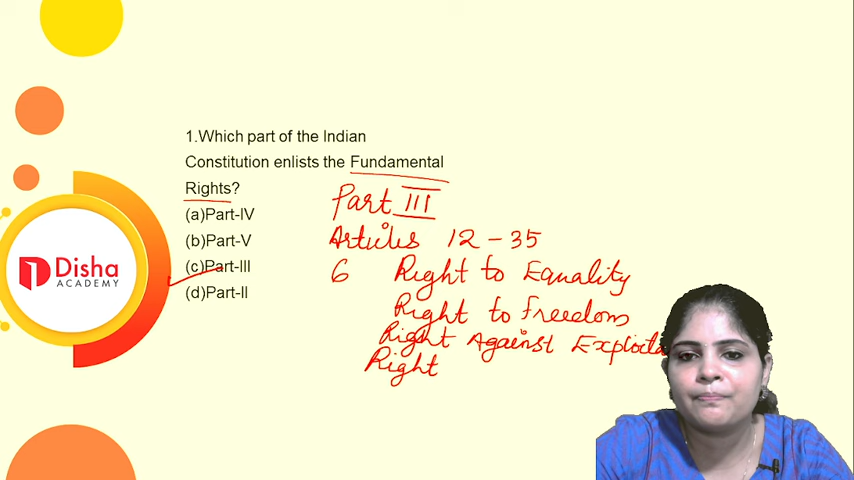 1.Which part of the Indian
Constitution enlists the Fundamental
Rights?
(a)Part-IV
(b)Part-V
(c)Part-III
(d)Part-II
Part III
Articles 12-35
6 Right to Equality
Right to Freedom
Right Against
Right
Disha
ACADEMY